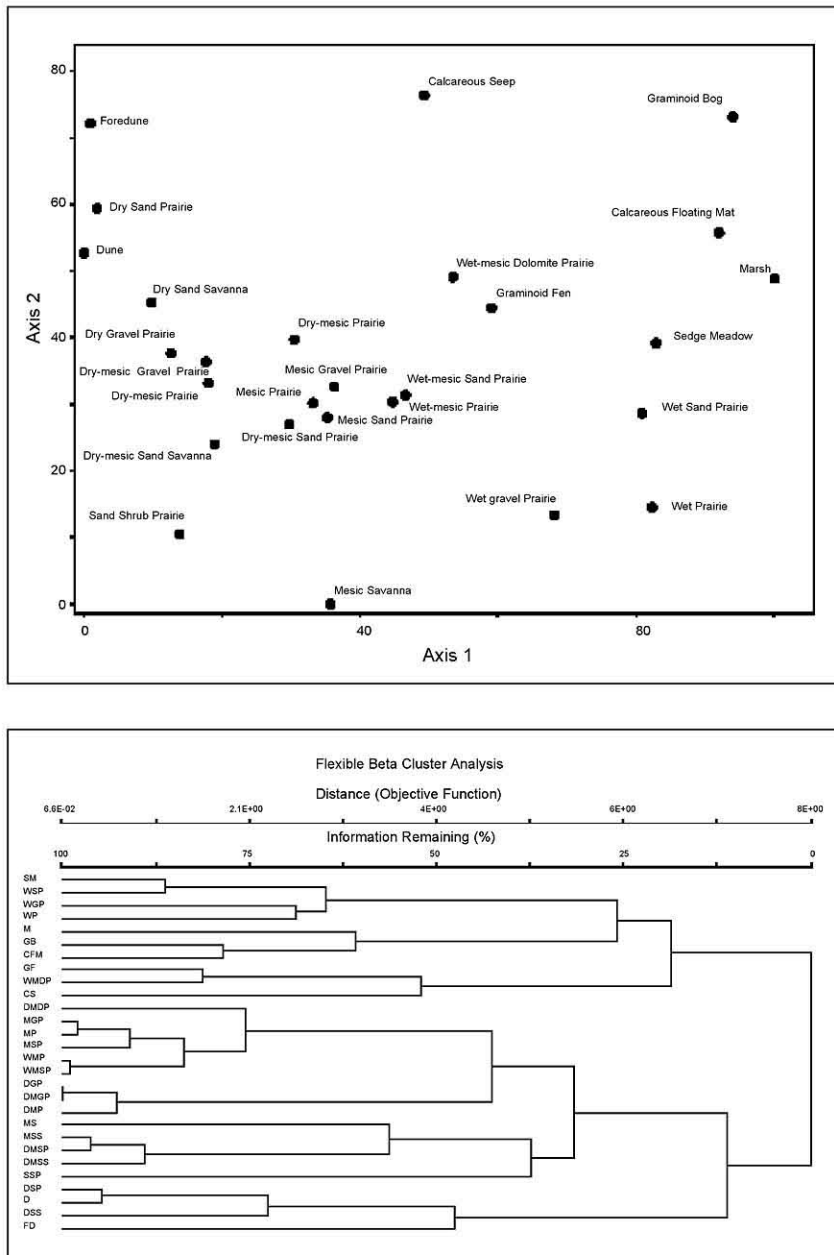 80
Calcareous Seep
Graminoid Bog
Foredune
60
Dry Sand Prairie
Calcareous Floating Mat
Dune
Wet-mesic Dolomite Prairie
Marsh
Dry Sand Savanna
Graminoid Fen
Axis 2
40
Dry Gravel Prairie
Dry-mesic Prairie
Sedge Meadow
Dry-mesic Gravel Prairie
Mesic Gravel Prairie
Wet-mesic Sand Prairie
Dry-mesic Prairie
Mesic Prairie
Wet-mesic Prairie
Wet Sand Prairie
Mesic Sand Prairie
Dry-mesic Sand Prairie
Dry-mesic Sand Savanna
20
Wet gravel Prairie
Wet Prairie
Sand Shrub Prairie
Mesic Savanna
0
0 40 80
Axis 1
Flexible Beta Cluster Analysis
Distance (Objective Function)
6.6E-02 2.1E+00 4E+00 6E+00 8E+00
Information Remaining (%)
100 75 50 25 0
SM
WSP
WGP
WP
M
GB
CFM
GF
WMDP
CS
DMDP
MGP
MP
MSP
WMP
WMSP
DGP
DMGP
DMP
MS
MSS
DMSP
DMSS
SSP
DSP
D
DSS
FD